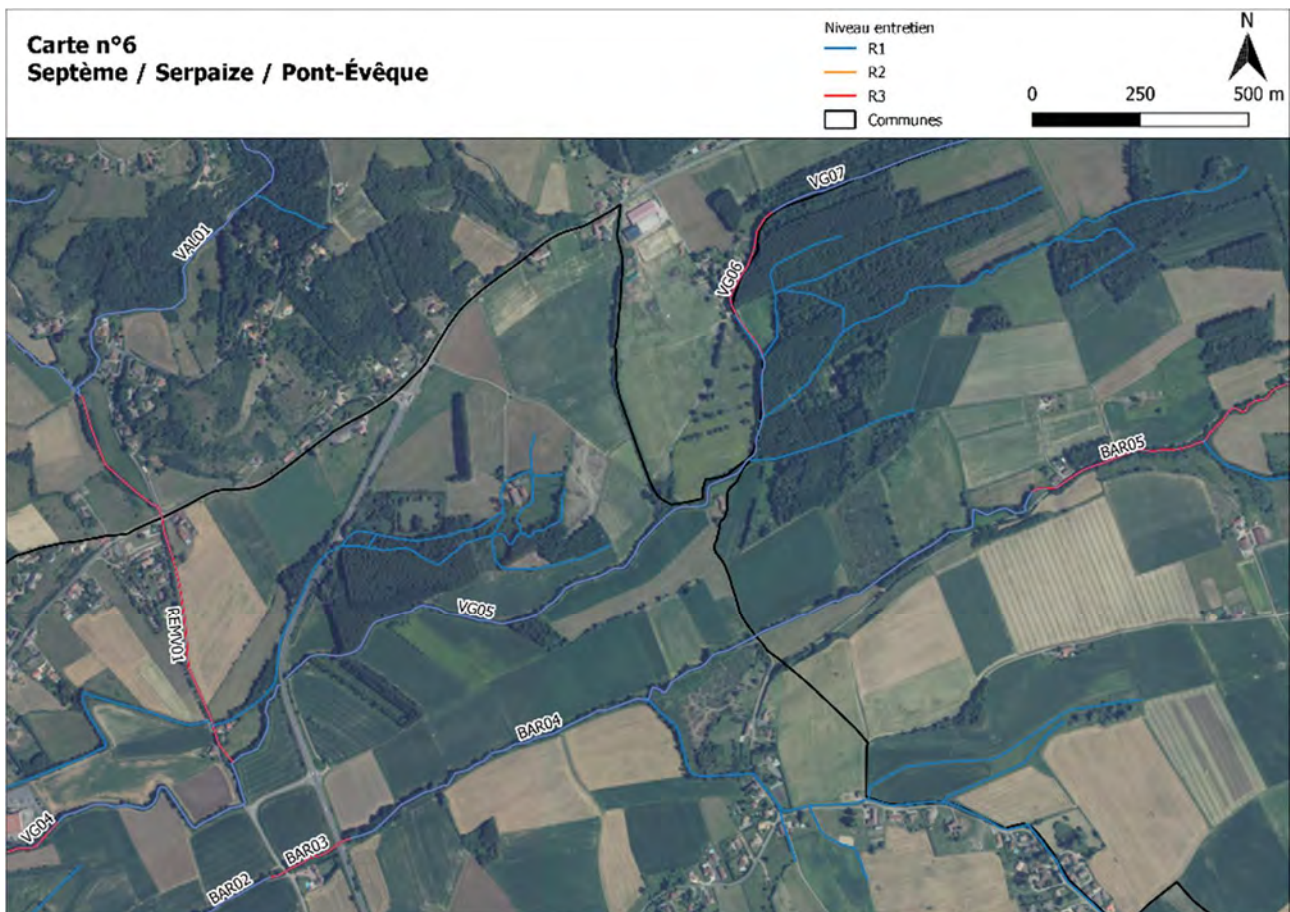 Carte n°6
Septème / Serpaize / Pont-Évêque
Niveau entretien
R1
R2
R3
Communes
N
0 250 500 m
VG07
VAL01
VG06
BAR05
VG05
REMV01
BAR04
VG04
BAR03
BAR02